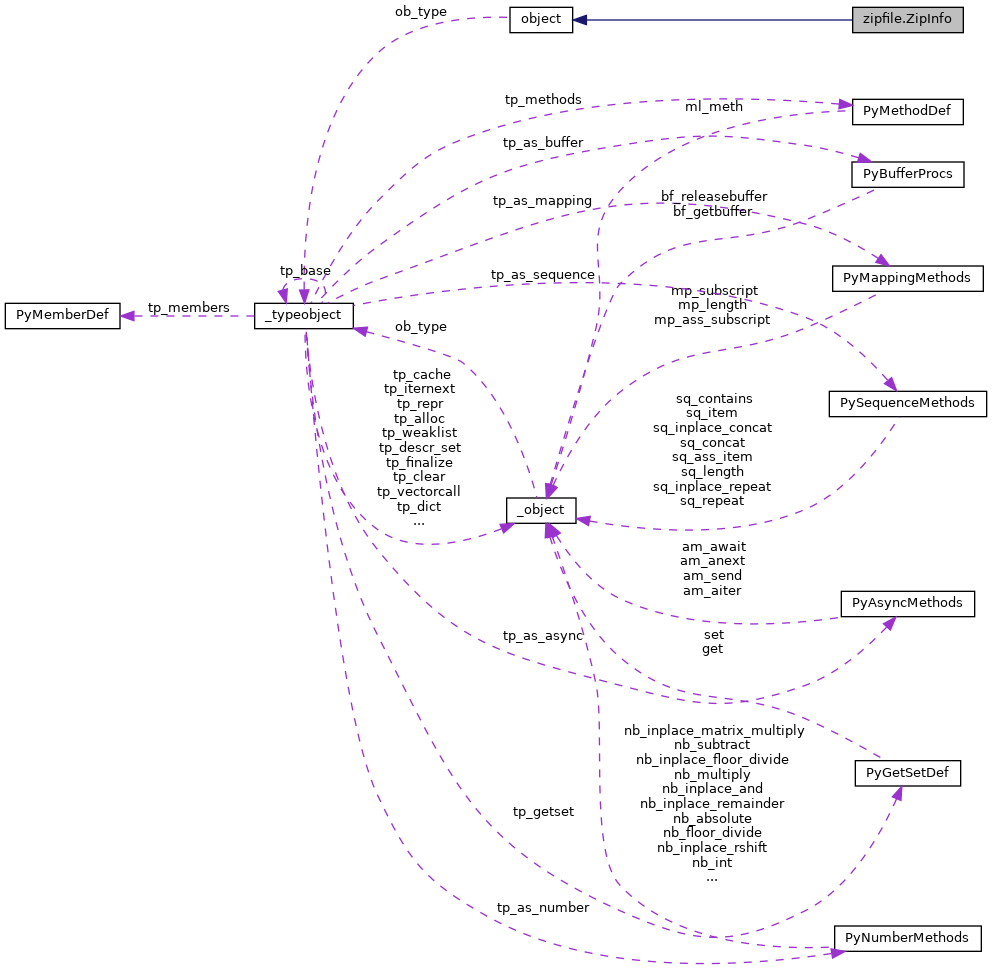 ob_type
object
zipfile.ZipInfo
tp_methods
ml_meth
PyMethodDef
tp_as_buffer
PyBufferProcs
tp_as_mapping
bf_releasebuffer
bf_getbuffer
tp_base
tp_as_sequence
PyMappingMethods
mp_subscript
mp_length
mp_ass_subscript
PyMemberDef
tp_members
_typeobject
ob_type
tp_cache
tp_iternext
tp_repr
tp_alloc
tp_weaklist
tp_descr_set
tp_finalize
tp_clear
tp_vectorcall
tp_dict
...
sq_contains
sq_item
sq_inplace_concat
sq_concat
sq_ass_item
sq_length
sq_inplace_repeat
sq_repeat
PySequenceMethods
_object
am_await
am_anext
am_send
am_aiter
PyAsyncMethods
tp_as_async
set
get
nb_inplace_matrix_multiply
nb_subtract
nb_inplace_floor_divide
nb_multiply
nb_inplace_and
nb_inplace_remainder
nb_absolute
nb_floor_divide
nb_inplace_rshift
nb_int
...
PyGetSetDef
tp_getset
tp_as_number
PyNumberMethods